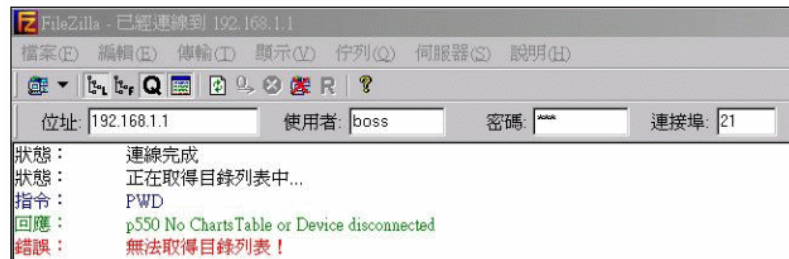 FileZilla - 已經連線到 192.168.1.1
檔案(F) 編輯(E) 傳輸(T) 顯示(V) 佇列(Q) 伺服器(S) 說明(H)
位址: 192.168.1.1 使用者: boss 密碼: *** 連接埠: 21
狀態： 連線完成
狀態： 正在取得目錄列表中...
指令： PWD
回應： p550 No ChartsTable or Device disconnected
錯誤： 無法取得目錄列表！